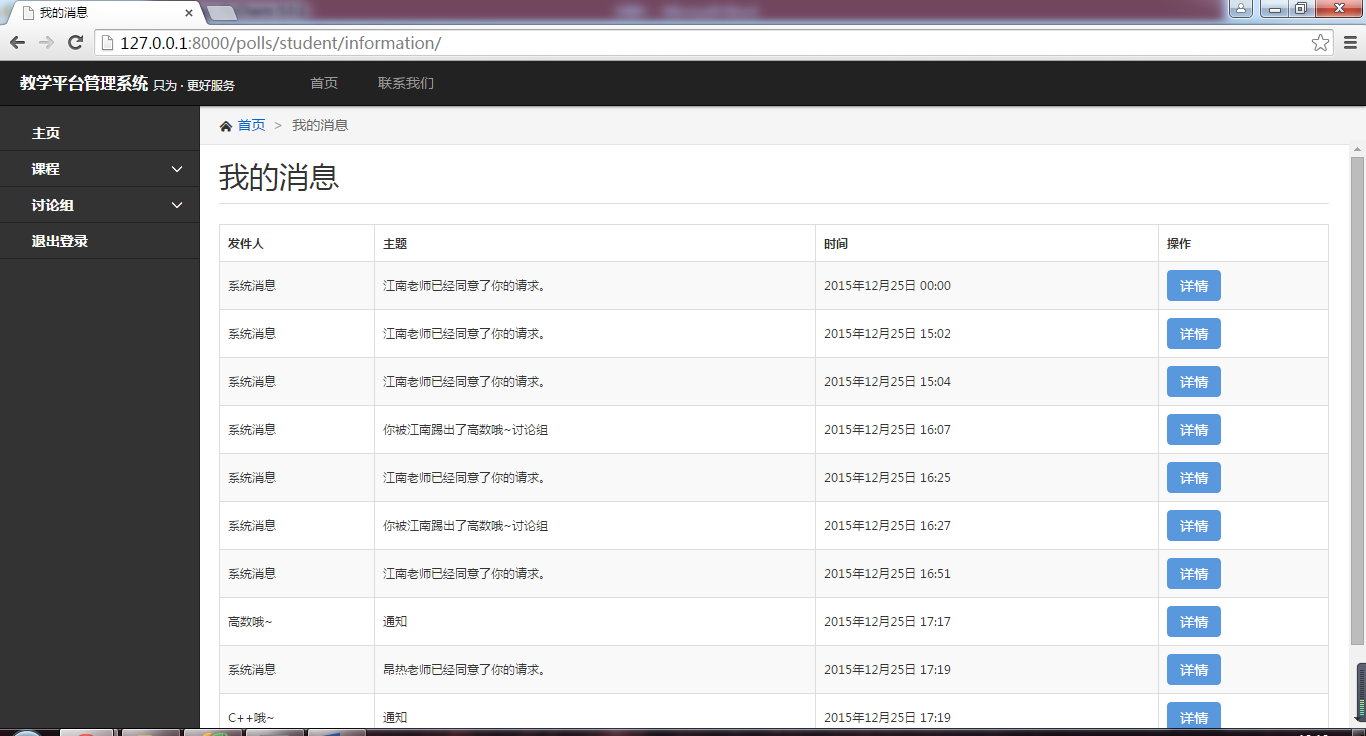 我的消息
127.0.0.1:8000/polls/student/information/
教学平台管理系统 只为 · 更好服务 首页 联系我们
主页
课程
讨论组
退出登录
首页 > 我的消息
我的消息
发件人 主题 时间 操作
系统消息 江南老师已经同意了你的请求。 2015年12月25日 00:00 详情
系统消息 江南老师已经同意了你的请求。 2015年12月25日 15:02 详情
系统消息 江南老师已经同意了你的请求。 2015年12月25日 15:04 详情
系统消息 你被江南踢出了高数哦~讨论组 2015年12月25日 16:07 详情
系统消息 江南老师已经同意了你的请求。 2015年12月25日 16:25 详情
系统消息 你被江南踢出了高数哦~讨论组 2015年12月25日 16:27 详情
系统消息 江南老师已经同意了你的请求。 2015年12月25日 16:51 详情
高数哦~ 通知 2015年12月25日 17:17 详情
系统消息 昂热老师已经同意了你的请求。 2015年12月25日 17:19 详情
C++哦~ 通知 2015年12月25日 17:19 详情